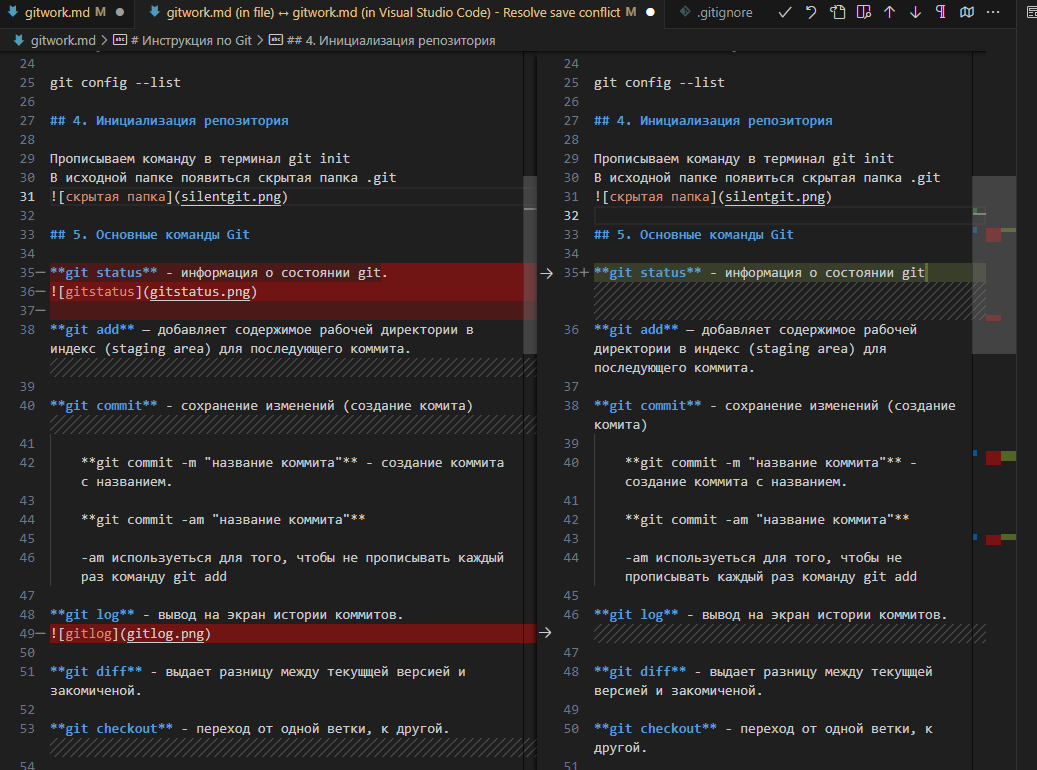 gitwork.md M
gitwork.md (in file) ↔ gitwork.md (in Visual Studio Code) - Resolve save conflict M
.gitignore
gitwork.md > # Инструкция по Git > ## 4. Инициализация репозитория
24
25 git config --list
26
27 ## 4. Инициализация репозитория
28
29 Прописываем команду в терминал git init
30 В исходной папке появиться скрытая папка .git
31 ![скрытая папка](silentgit.png)
32
33 ## 5. Основные команды Git
34
35— **git status** - информация о состоянии git.
36— ![gitstatus](gitstatus.png)
37—
38 **git add** — добавляет содержимое рабочей директории в
индекс (staging area) для последующего коммита.
39
40 **git commit** - сохранение изменений (создание комита)
41
42 **git commit -m "название коммита"** - создание коммита
с названием.
43
44 **git commit -am "название коммита"**
45
46 -am используеться для того, чтобы не прописывать каждый
раз команду git add
47
48 **git log** - вывод на экран истории коммитов.
49— ![gitlog](gitlog.png)
50
51 **git diff** - выдает разницу между текущщей версией и
закомиченой.
52
53 **git checkout** - переход от одной ветки, к другой.
54
24
25 git config --list
26
27 ## 4. Инициализация репозитория
28
29 Прописываем команду в терминал git init
30 В исходной папке появиться скрытая папка .git
31 ![скрытая папка](silentgit.png)
32
33 ## 5. Основные команды Git
34
35+ **git status** - информация о состоянии git
36 **git add** — добавляет содержимое рабочей
директории в индекс (staging area) для
последующего коммита.
37
38 **git commit** - сохранение изменений (создание
комита)
39
40 **git commit -m "название коммита"** -
создание коммита с названием.
41
42 **git commit -am "название коммита"**
43
44 -am используеться для того, чтобы не
прописывать каждый раз команду git add
45
46 **git log** - вывод на экран истории коммитов.
47
48 **git diff** - выдает разницу между текущщей
версией и закомиченой.
49
50 **git checkout** - переход от одной ветки, к
другой.
51